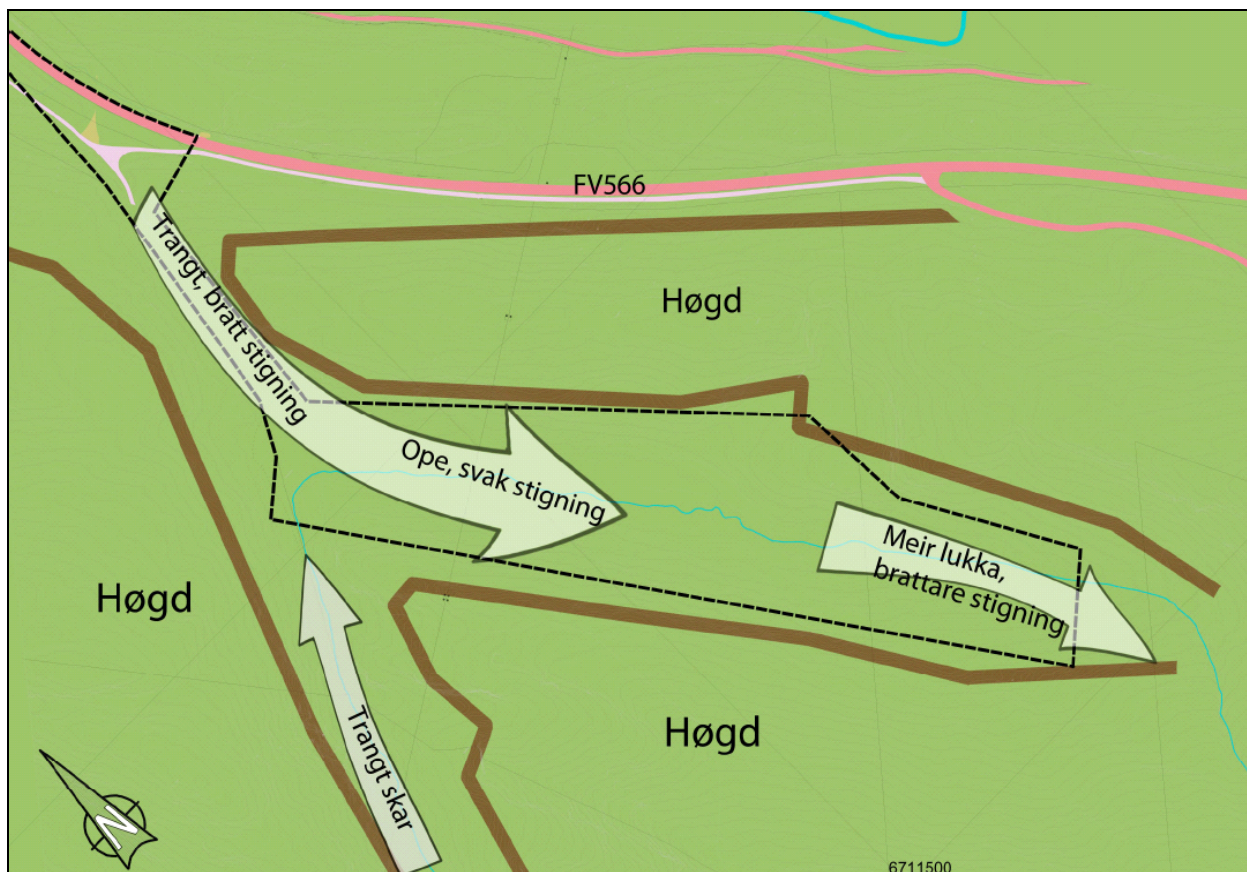 FV566
Trangt, bratt stigning
Høgd
Ope, svak stigning
Meir lukka,
brattare stigning
Høgd
Trangt skar
Høgd
N
6711500